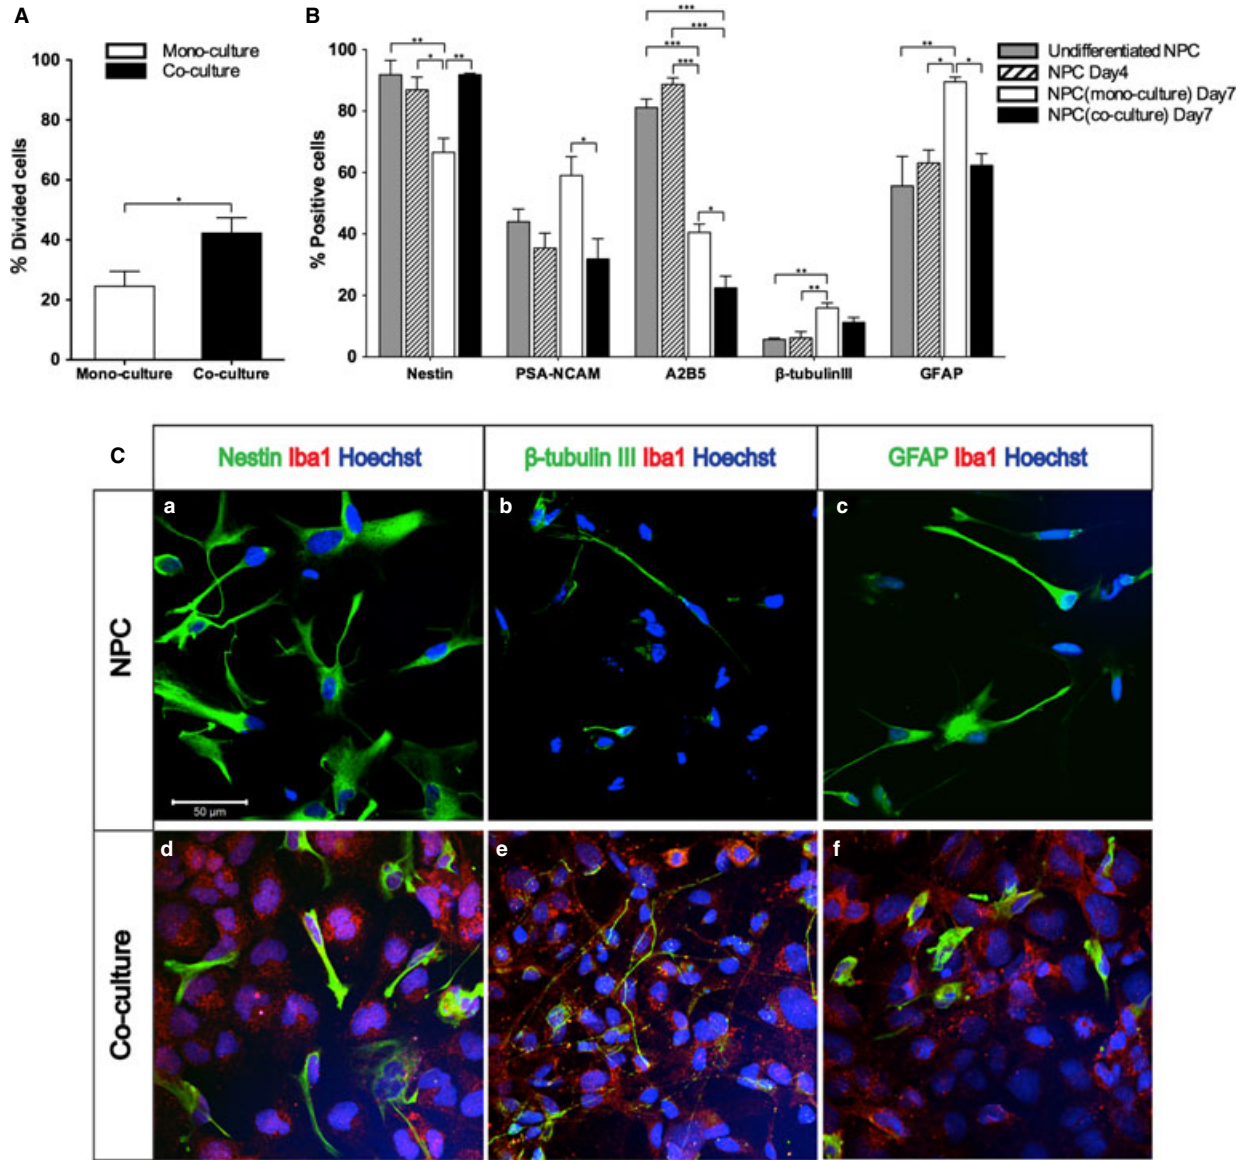 A
Mono-culture
Co-culture
% Divided cells
100
80
60
40
20
0
*
Mono-culture
Co-culture
B
% Positive cells
100
80
60
40
20
0
** * **
*
*** *** *** *** *
** **
** * *
Nestin
PSA-NCAM
A2B5
β-tubulinIII
GFAP
Undifferentiated NPC
NPC Day4
NPC(mono-culture) Day7
NPC(co-culture) Day7
C
Nestin Iba1 Hoechst
β-tubulin III Iba1 Hoechst
GFAP Iba1 Hoechst
NPC
a
50 µm
b
c
Co-culture
d
e
f